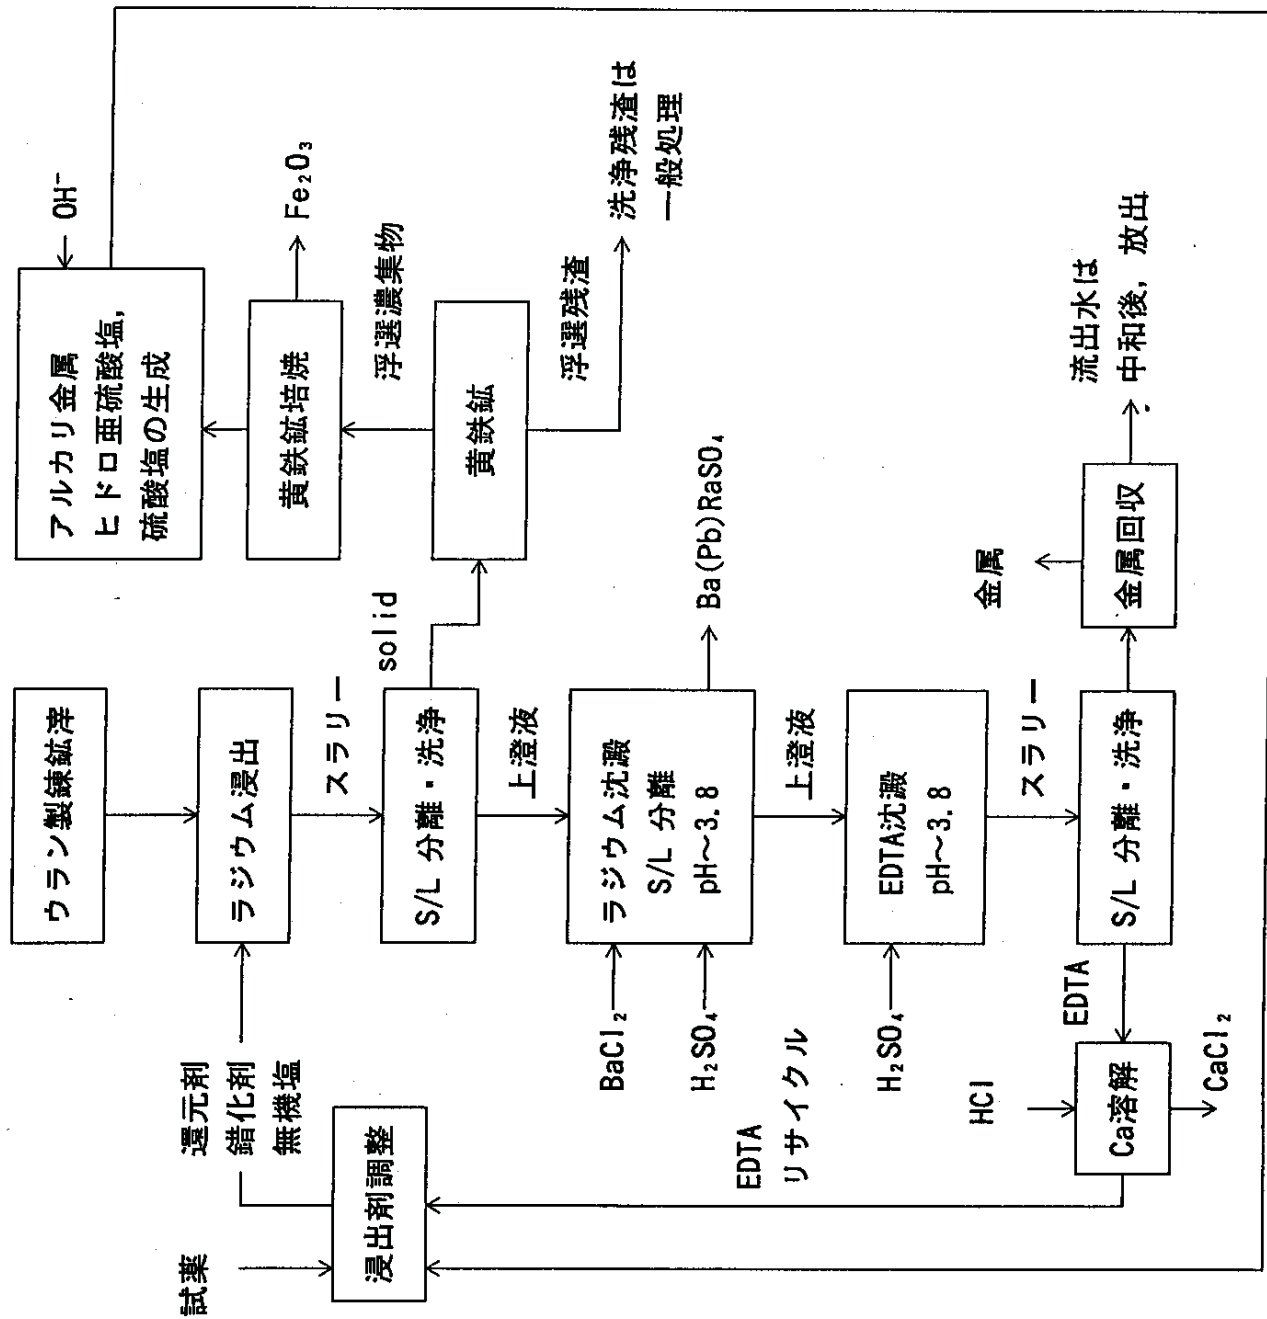 ウラン製錬鉱滓
ラジウム浸出
スラリー
S/L 分離・洗浄
solid
上澄液
ラジウム沈澱
S/L 分離
pH～3.8
BaCl₂
H₂SO₄
Ba(Pb)RaSO₄
上澄液
EDTA沈澱
pH～3.8
H₂SO₄
スラリー
S/L 分離・洗浄
EDTA
HCl
Ca溶解
CaCl₂
EDTA
リサイクル
試薬
浸出剤調整
還元剤
錯化剤
無機塩
アルカリ金属
ヒドロ亜硫酸塩,
硫酸塩の生成
OH⁻
黄鉄鉱培焼
Fe₂O₃
浮選濃集物
黄鉄鉱
浮選残渣
洗浄残渣は
一般処理
金属
金属回収
流出水は
中和後, 放出